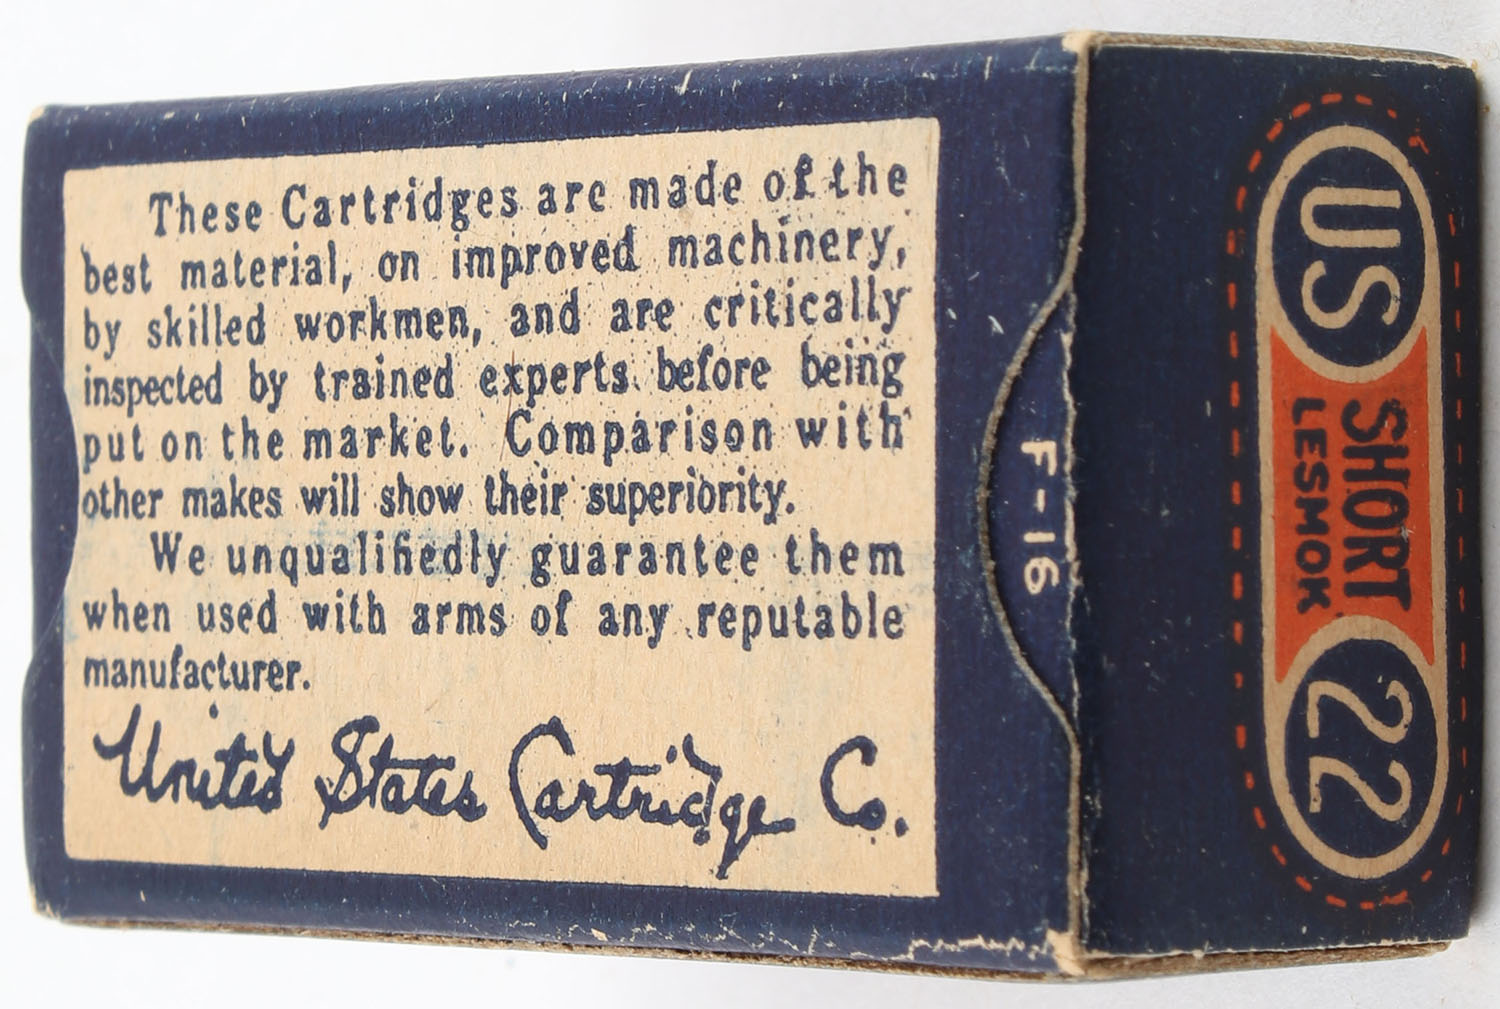 These Cartridges are made of the
best material, on improved machinery,
by skilled workmen, and are critically
inspected by trained experts before being
put on the market. Comparison with
other makes will show their superiority.
We unqualifiedly guarantee them
when used with arms of any reputable
manufacturer.
United States Cartridge Co.
F-16
US
SHORT
LESMOK
22